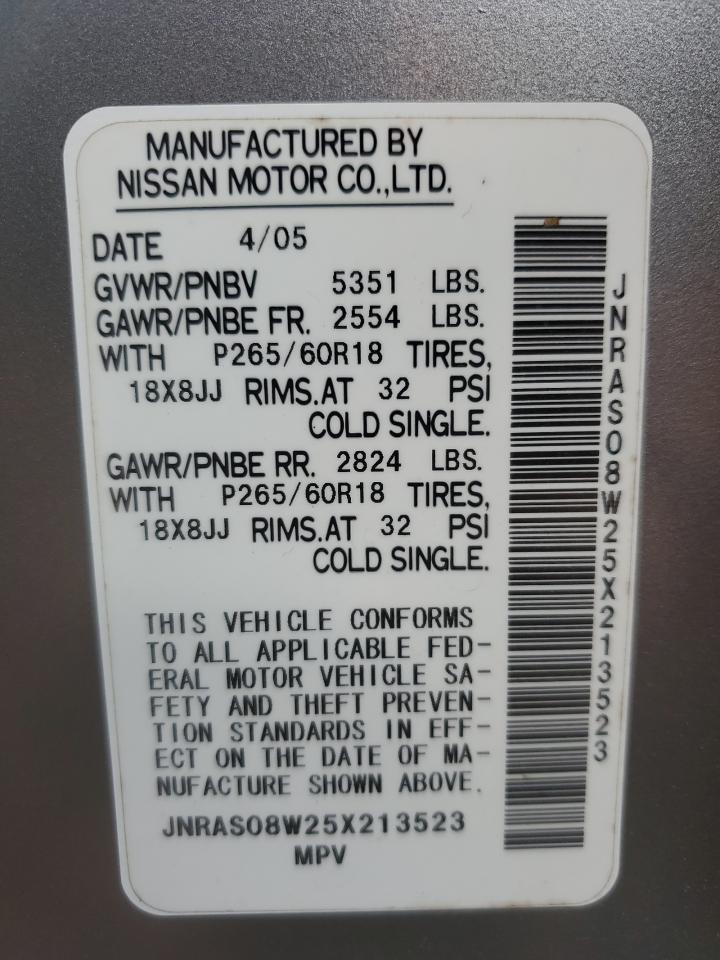 MANUFACTURED BY
NISSAN MOTOR CO.,LTD.
DATE 4/05
GVWR/PNBV 5351 LBS.
GAWR/PNBE FR. 2554 LBS.
WITH P265/60R18 TIRES,
18X8JJ RIMS.AT 32 PSI
COLD SINGLE.
GAWR/PNBE RR. 2824 LBS.
WITH P265/60R18 TIRES,
18X8JJ RIMS.AT 32 PSI
COLD SINGLE.
THIS VEHICLE CONFORMS
TO ALL APPLICABLE FED-
ERAL MOTOR VEHICLE SA-
FETY AND THEFT PREVEN-
TION STANDARDS IN EFF-
ECT ON THE DATE OF MA-
NUFACTURE SHOWN ABOVE.
JNRAS08W25X213523
MPV
JNRAS08W25X213523